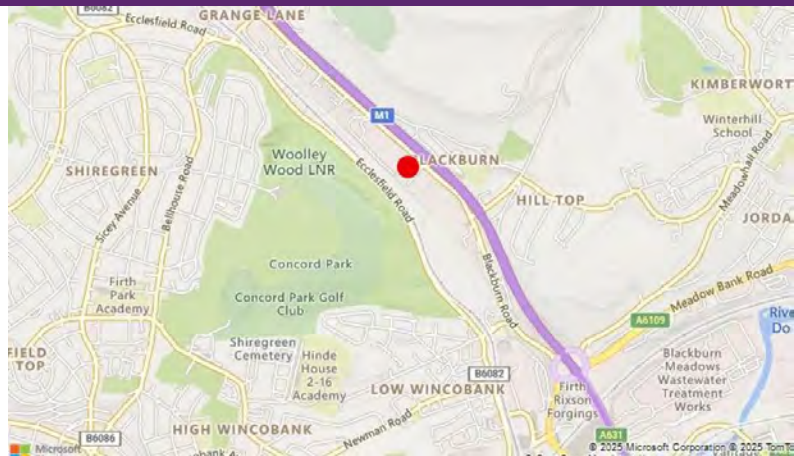 B6082
Ecclesfield Road
GRANGE LANE
M1
KIMBERWORT
Winterhill
School
Meadowhall Road
BLACKBURN
Woolley
Wood LNR
Ecclesfield Road
SHIREGREEN
Sicey Avenue
Bellhouse Road
HILL TOP
JORDA
Concord Park
Blackburn Road
Meadow Bank Road
Firth
Park
Academy
Concord Park Golf
Club
A6109
Rive
Do
Shiregreen
Cemetery
Hinde
House
2-16
Academy
FIELD
TOP
B6082
LOW WINCOBANK
Firth
Rixson
Forgings
Blackburn
Meadows
Wastewater
Treatment
Works
Newman Road
HIGH WINCOBANK
B6086
A631
Microsoft
© 2025 Microsoft Corporation © 2025 TomTo